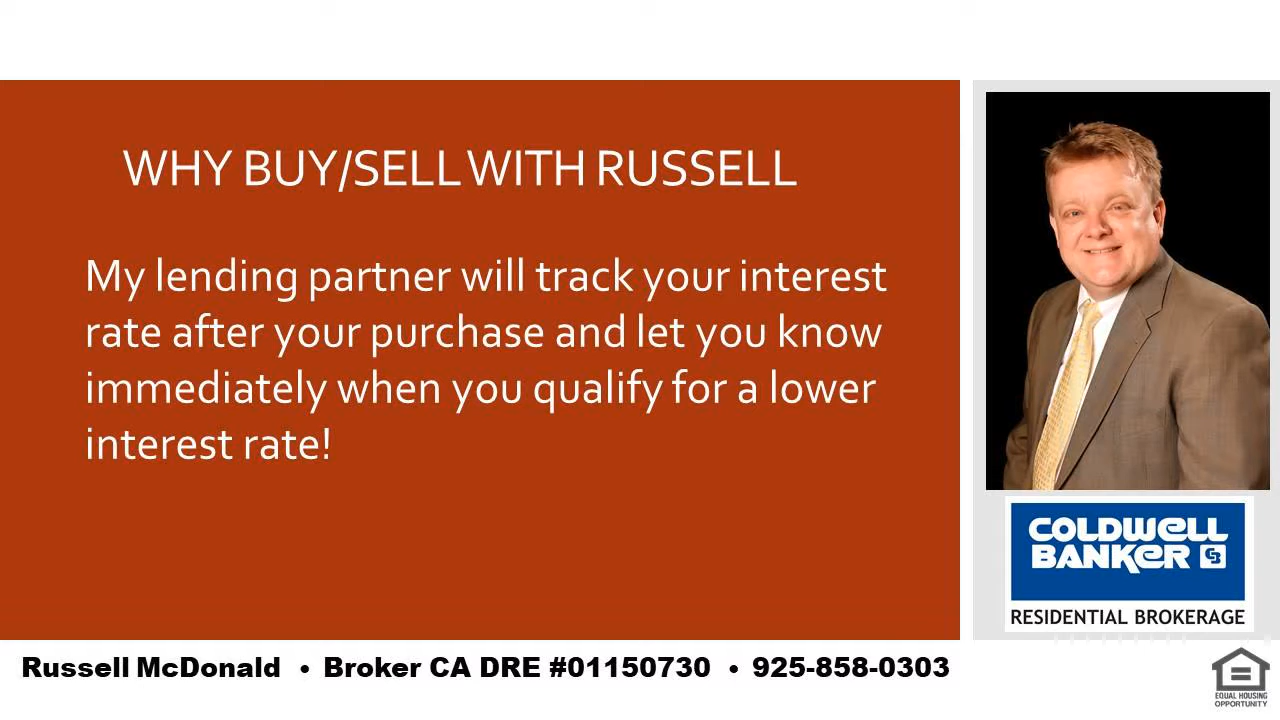 WHY BUY/SELL WITH RUSSELL
My lending partner will track your interest
rate after your purchase and let you know
immediately when you qualify for a lower
interest rate!
COLDWELL
BANKER CB
RESIDENTIAL BROKERAGE
Russell McDonald • Broker CA DRE #01150730 • 925-858-0303
EQUAL HOUSING
OPPORTUNITY